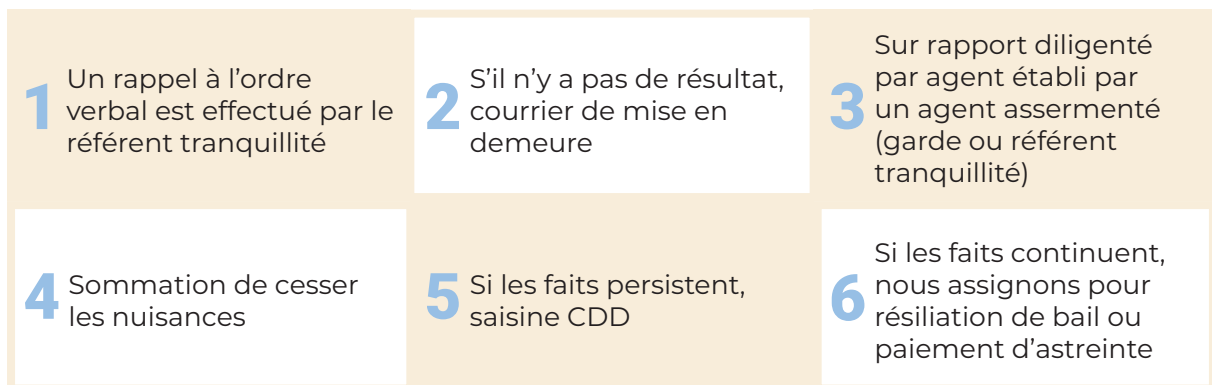 1
Un rappel à l’ordre
verbal est effectué par le
référent tranquillité
2
S’il n’y a pas de résultat,
courrier de mise en
demeure
3
Sur rapport diligenté
par agent établi par
un agent assermenté
(garde ou référent
tranquillité)
4
Sommation de cesser
les nuisances
5
Si les faits persistent,
saisine CDD
6
Si les faits continuent,
nous assignons pour
résiliation de bail ou
paiement d’astreinte